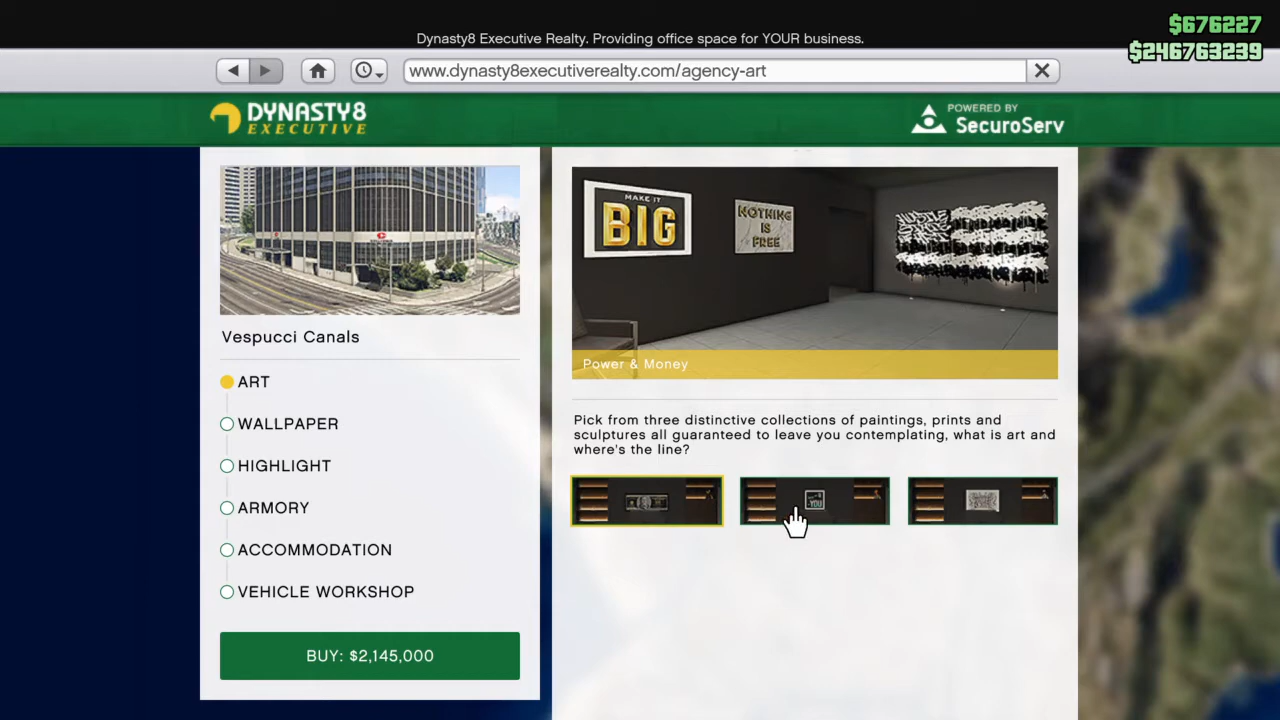 $676227
Dynasty8 Executive Realty. Providing office space for YOUR business.
$246763239
www.dynasty8executiverealty.com/agency-art
DYNASTY8
EXECUTIVE
POWERED BY
SecuroServ
MAKE IT
BIG
NOTHING
IS
FREE
Power & Money
Vespucci Canals
ART
WALLPAPER
HIGHLIGHT
ARMORY
ACCOMMODATION
VEHICLE WORKSHOP
BUY: $2,145,000
Pick from three distinctive collections of paintings, prints and
sculptures all guaranteed to leave you contemplating, what is art and
where's the line?
YOU